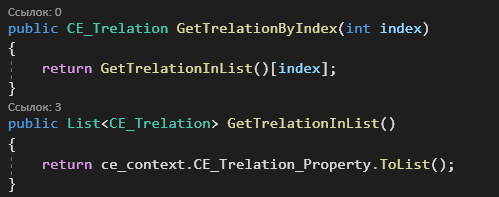 Ссылок: 0
public CE_Trelation GetTrelationByIndex(int index)
{
return GetTrelationInList()[index];
}
Ссылок: 3
public List<CE_Trelation> GetTrelationInList()
{
return ce_context.CE_Trelation_Property.ToList();
}